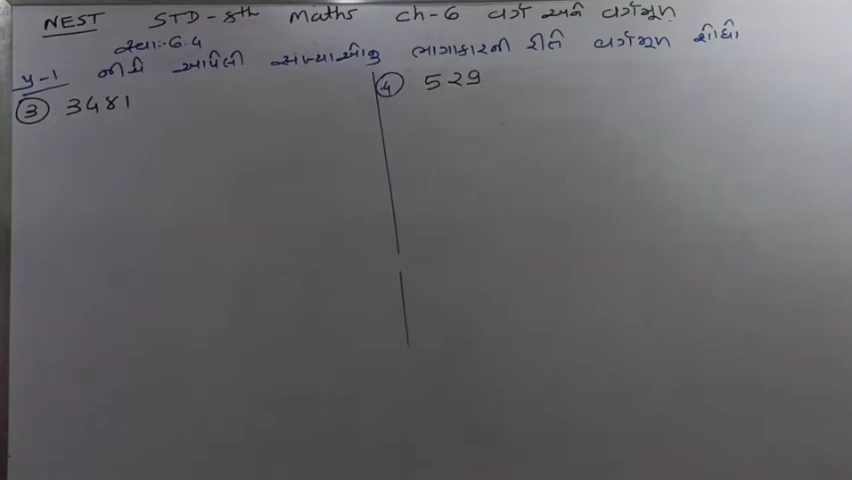 NEST STD-8th Maths ch-6 વર્ગ અને વર્ગમૂળ
સ્વા:-6.4
પ્ર-1 નીચે આપેલી સંખ્યાઓનુ ભાગાકારની રીતે વર્ગમૂળ શોધો
③ 3481
④ 529